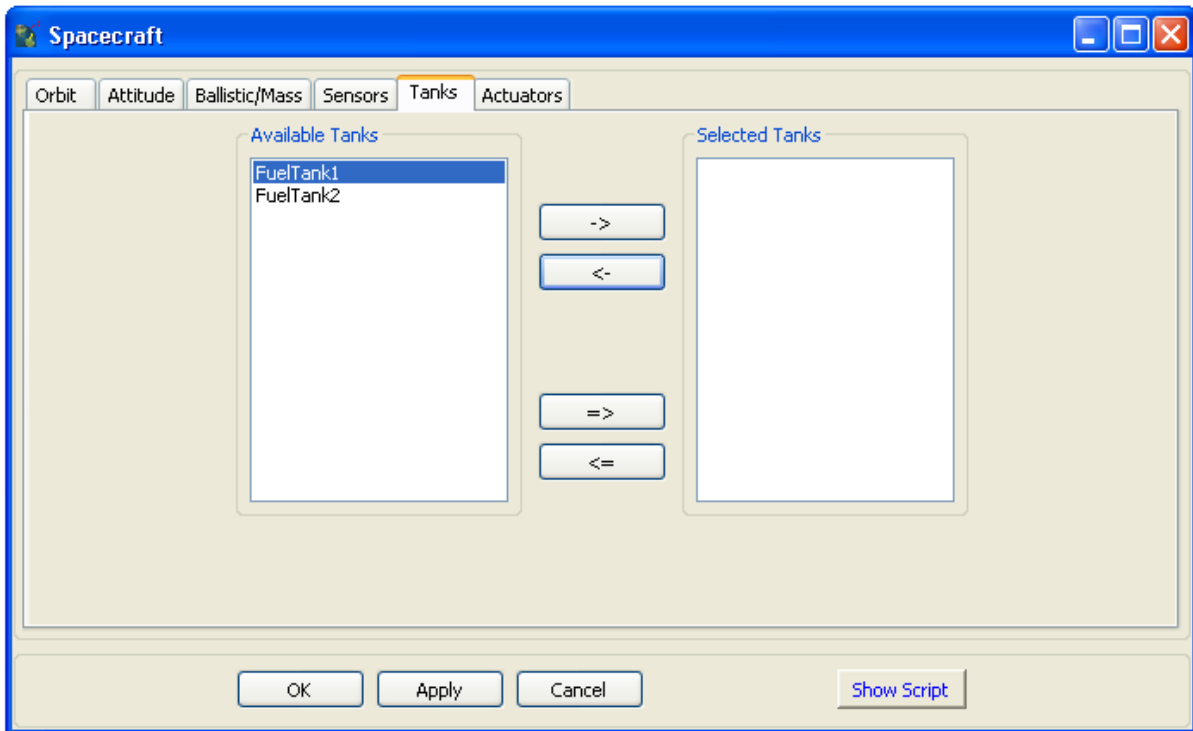 Spacecraft
Orbit Attitude Ballistic/Mass Sensors Tanks Actuators
Available Tanks
FuelTank1
FuelTank2
->
<-
=>
<=
Selected Tanks
OK Apply Cancel Show Script